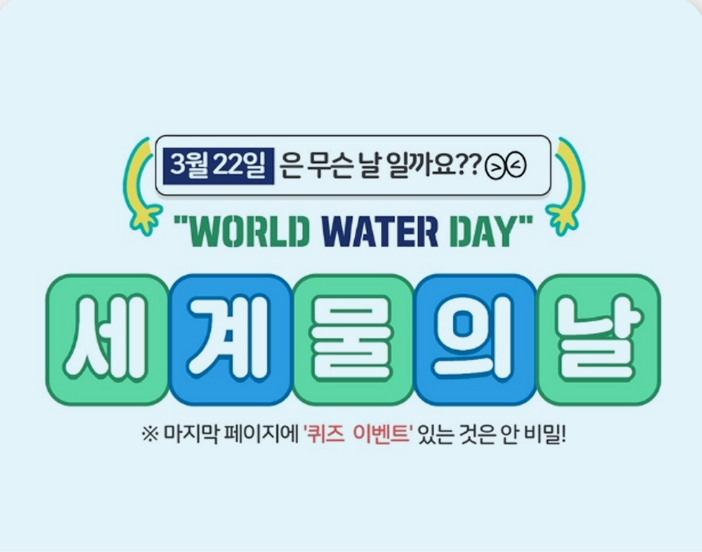 3월 22일 은 무슨 날 일까요??
"WORLD WATER DAY"
세계물의날
※ 마지막 페이지에 '퀴즈 이벤트' 있는 것은 안 비밀!